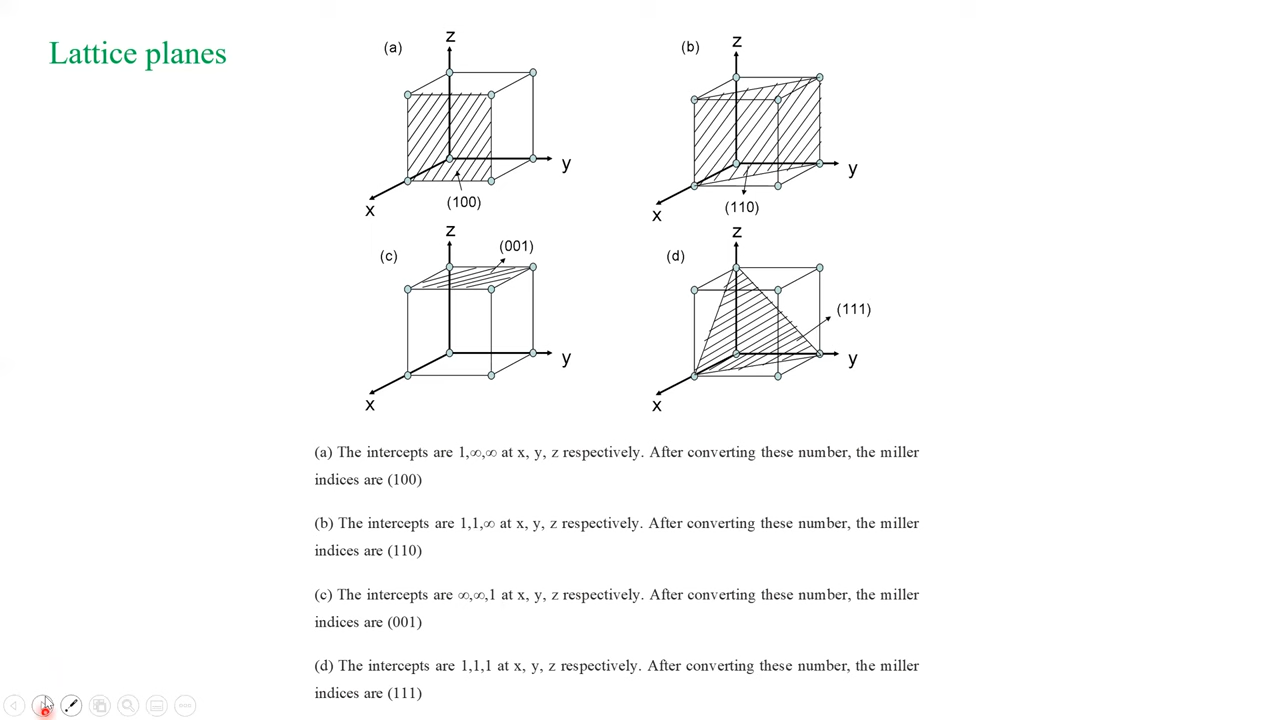 Lattice planes
(a)
z
y
x
(100)
(b)
z
y
x
(110)
(c)
z
(001)
y
x
(d)
z
(111)
y
x
(a) The intercepts are 1,∞,∞ at x, y, z respectively. After converting these number, the miller
indices are (100)
(b) The intercepts are 1,1,∞ at x, y, z respectively. After converting these number, the miller
indices are (110)
(c) The intercepts are ∞,∞,1 at x, y, z respectively. After converting these number, the miller
indices are (001)
(d) The intercepts are 1,1,1 at x, y, z respectively. After converting these number, the miller
indices are (111)